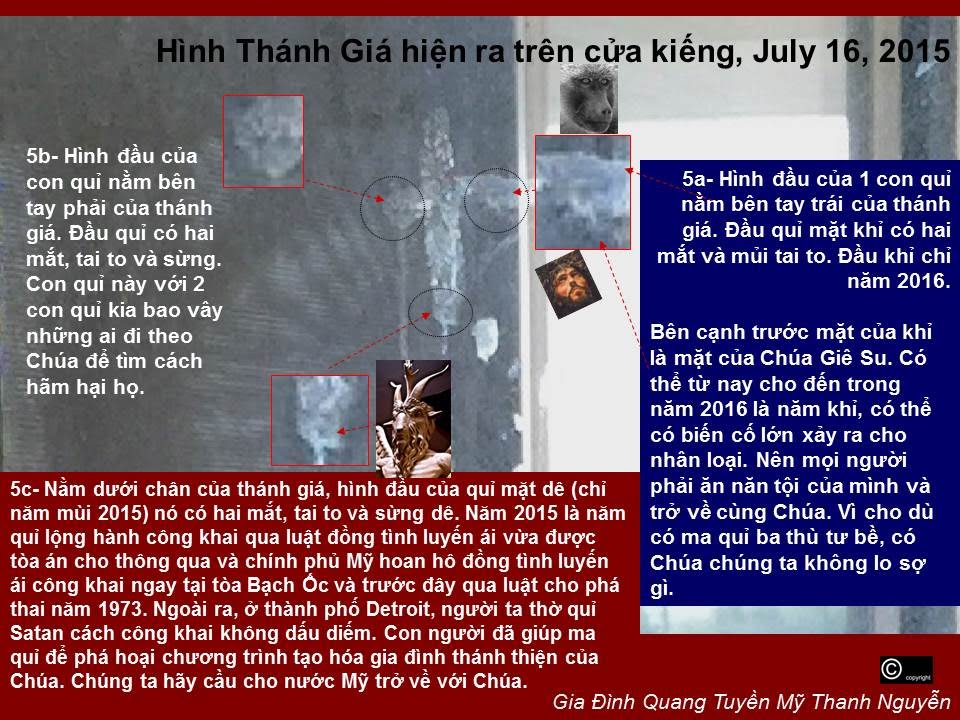 Hình Thánh Giá hiện ra trên cửa kiếng, July 16, 2015
5b- Hình đầu của
con quỉ nằm bên
tay phải của thánh
giá. Đầu quỉ có hai
mắt, tai to và sừng.
Con quỉ này với 2
con quỉ kia bao vây
những ai đi theo
Chúa để tìm cách
hãm hại họ.
5a- Hình đầu của 1 con quỉ
nằm bên tay trái của thánh
giá. Đầu quỉ mặt khỉ có hai
mắt và mủi tai to. Đầu khỉ chỉ
năm 2016.
Bên cạnh trước mặt của khỉ
là mặt của Chúa Giê Su. Có
thể từ nay cho đến trong
năm 2016 là năm khỉ, có thể
có biến cố lớn xảy ra cho
nhân loại. Nên mọi người
phải ăn năn tội của mình và
trở về cùng Chúa. Vì cho dù
có ma quỉ ba thù tư bề, có
Chúa chúng ta không lo sợ
gì.
5c- Nằm dưới chân của thánh giá, hình đầu của quỉ mặt dê (chỉ
năm mùi 2015) nó có hai mắt, tai to và sừng dê. Năm 2015 là năm
quỉ lộng hành công khai qua luật đồng tình luyến ái vừa được
tòa án cho thông qua và chính phủ Mỹ hoan hô đồng tình luyến
ái công khai ngay tại tòa Bạch Ốc và trước đây qua luật cho phá
thai năm 1973. Ngoài ra, ở thành phố Detroit, người ta thờ quỉ
Satan cách công khai không dấu diếm. Con người đã giúp ma
quỉ để phá hoại chương trình tạo hóa gia đình thánh thiện của
Chúa. Chúng ta hãy cầu cho nước Mỹ trở về với Chúa.
© copyright
Gia Đình Quang Tuyền Mỹ Thanh Nguyễn